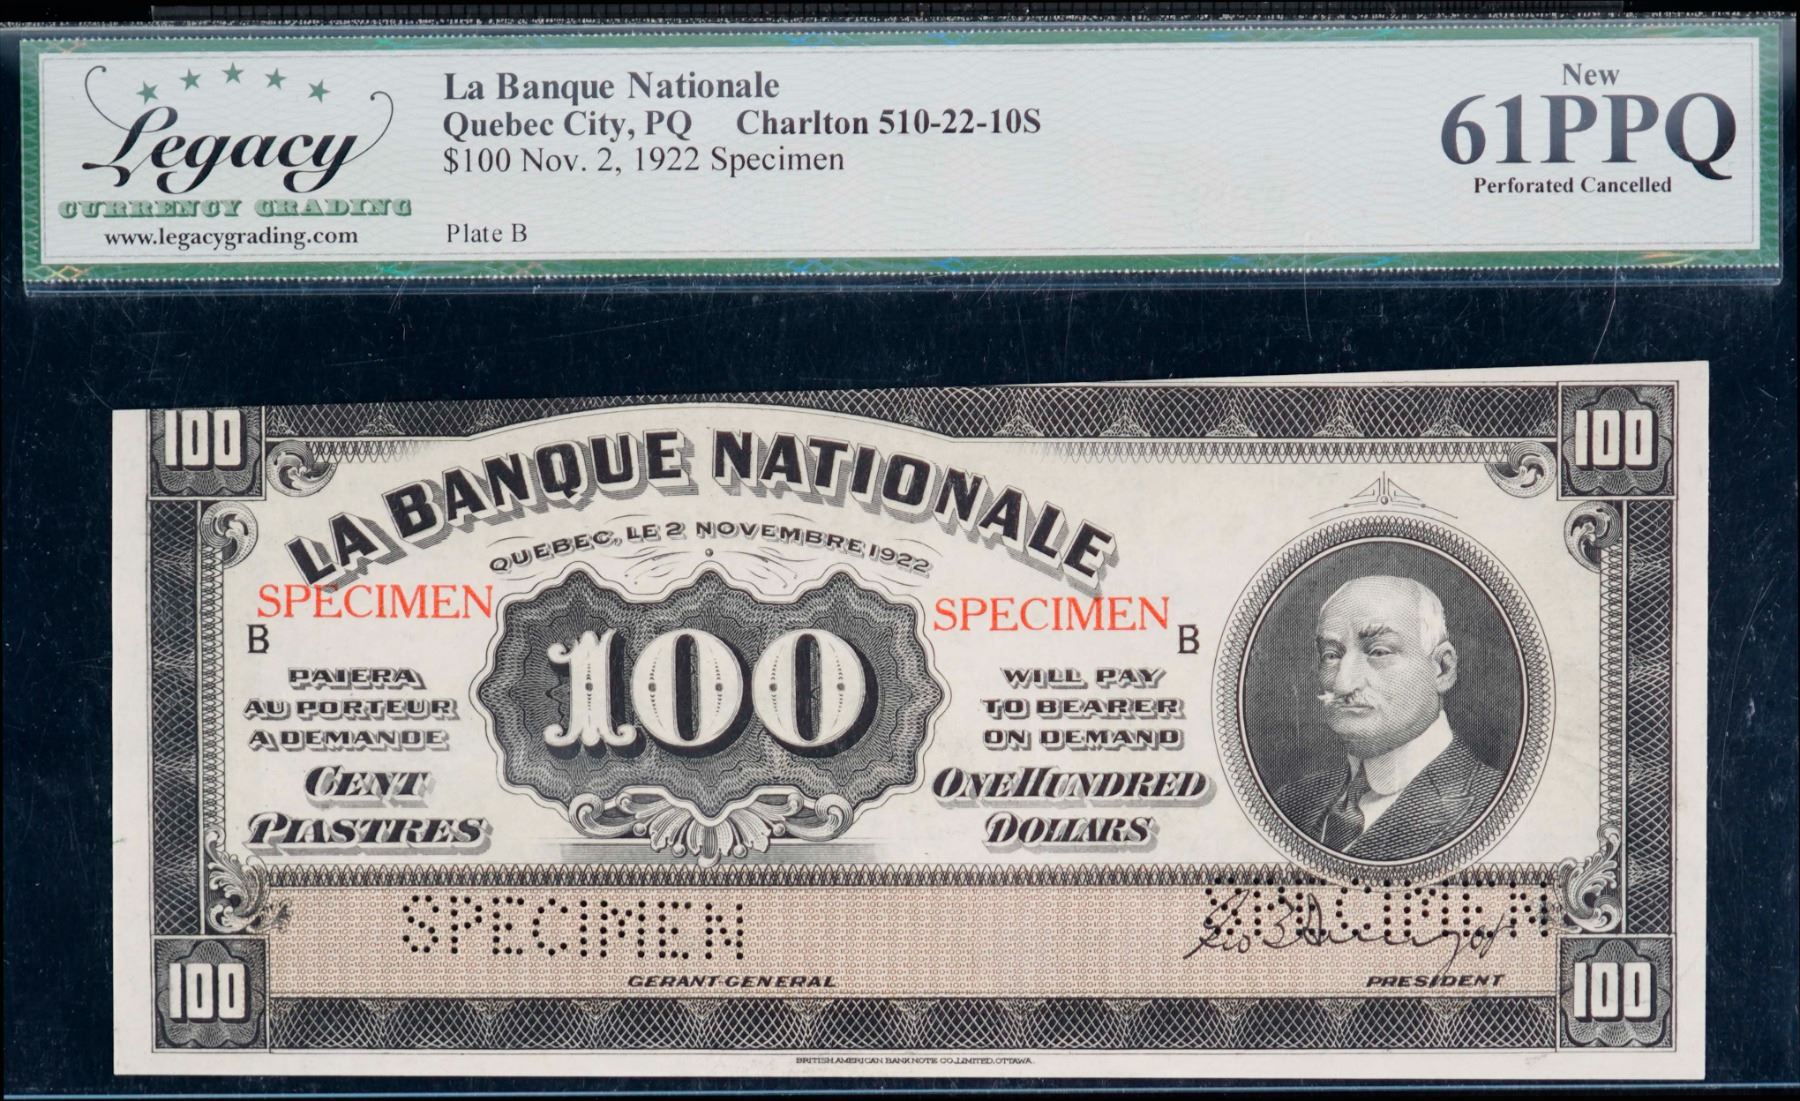 Legacy
CURRENCY GRADING
www.legacygrading.com
La Banque Nationale
Quebec City, PQ Charlton 510-22-10S
$100 Nov. 2, 1922 Specimen
Plate B
New
61PPQ
Perforated Cancelled
100 100
LA BANQUE NATIONALE
QUEBEC, LE 2 NOVEMBRE 1922
SPECIMEN SPECIMEN
B B
100
PAIERA
AU PORTEUR
A DEMANDE
CENT
PIASTRES
WILL PAY
TO BEARER
ON DEMAND
ONE HUNDRED
DOLLARS
SPECIMEN SPECIMEN
GERANT-GENERAL PRESIDENT
100 100
BRITISH AMERICAN BANK NOTE CO. LIMITED, OTTAWA.